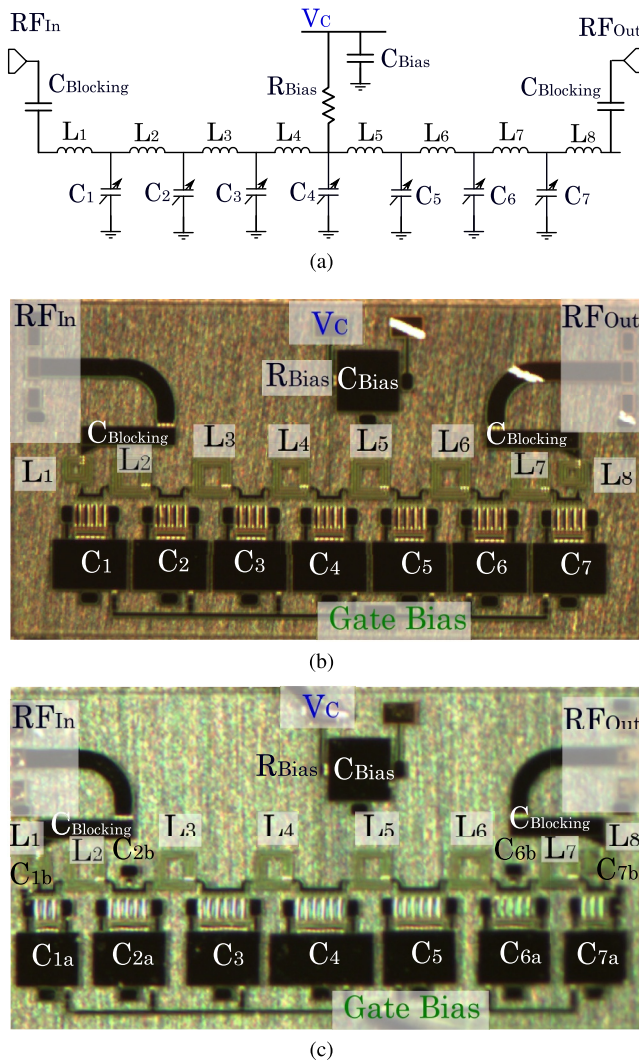 RFIn
VC
RFOut
CBlocking
CBias
RBias
CBlocking
L1
L2
L3
L4
L5
L6
L7
L8
C1
C2
C3
C4
C5
C6
C7
(a)
RFIn
VC
RFOut
RBias
CBias
CBlocking
CBlocking
L1
L2
L3
L4
L5
L6
L7
L8
C1
C2
C3
C4
C5
C6
C7
Gate Bias
(b)
RFIn
VC
RFOut
RBias
CBias
CBlocking
CBlocking
L1
L2
L3
L4
L5
L6
L7
L8
C1b
C2b
C6b
C7b
C1a
C2a
C3
C4
C5
C6a
C7a
Gate Bias
(c)